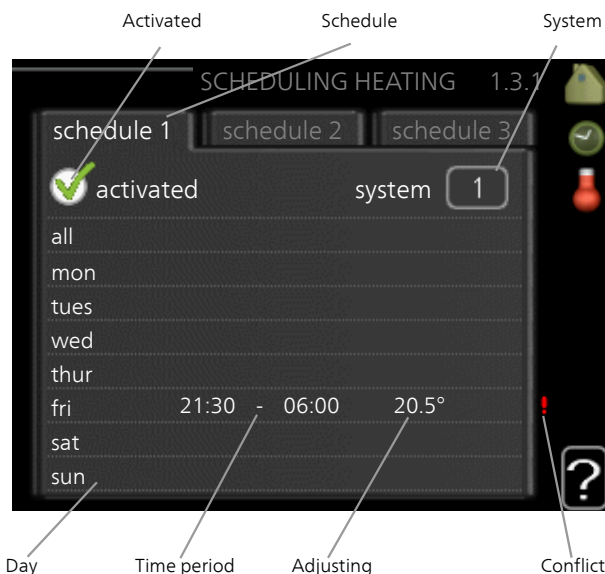 Activated Schedule System
SCHEDULING HEATING 1.3.1
schedule 1 schedule 2 schedule 3
activated system 1
all
mon
tues
wed
thur
fri 21:30 - 06:00 20.5° !
sat
sun
?
Day Time period Adjusting Conflict